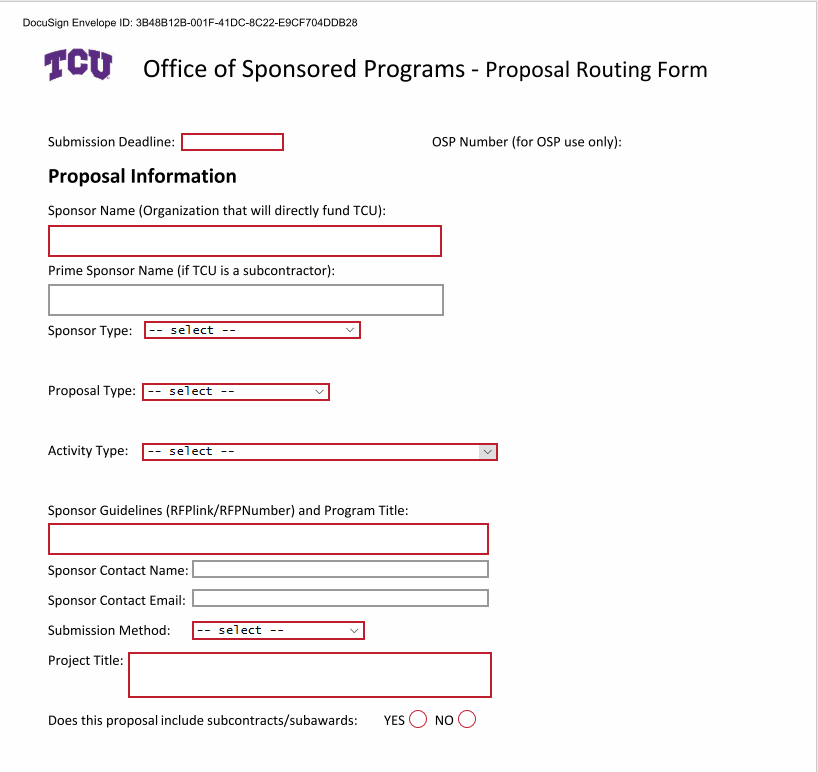 DocuSign Envelope ID: 3B48B12B-001F-41DC-8C22-E9CF704DDB28
TCU
Office of Sponsored Programs - Proposal Routing Form
Submission Deadline:
OSP Number (for OSP use only):
Proposal Information
Sponsor Name (Organization that will directly fund TCU):
Prime Sponsor Name (if TCU is a subcontractor):
Sponsor Type: -- select --
Proposal Type: -- select --
Activity Type: -- select --
Sponsor Guidelines (RFPlink/RFPNumber) and Program Title:
Sponsor Contact Name:
Sponsor Contact Email:
Submission Method: -- select --
Project Title:
Does this proposal include subcontracts/subawards: YES NO